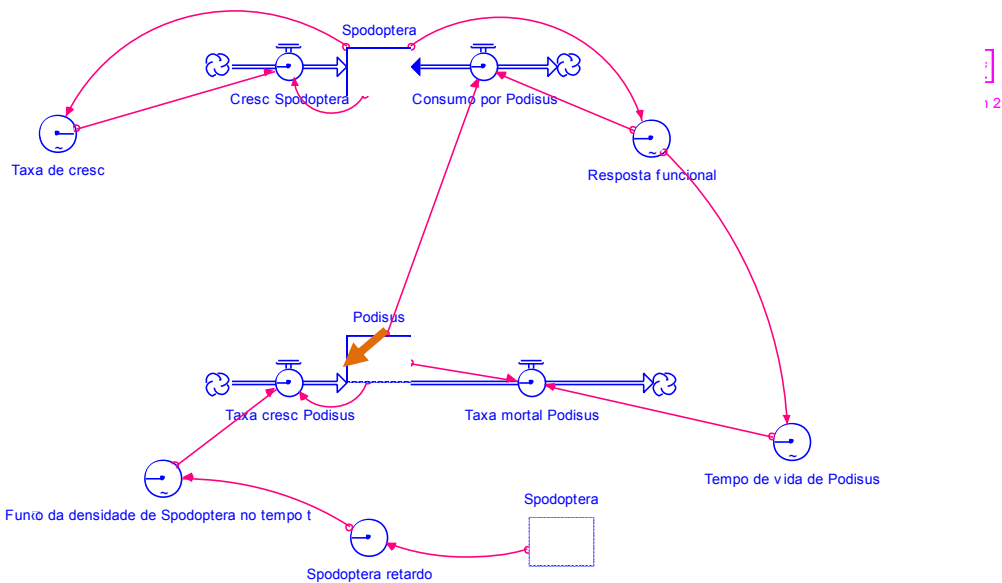 Spodoptera
Cresc Spodoptera
Consumo por Podisus
Taxa de cresc
Resposta funcional
Podisus
Taxa cresc Podisus
Taxa mortal Podisus
Tempo de vida de Podisus
da densidade de Spodoptera no tempo t
Spodoptera
Spodoptera retardo
2